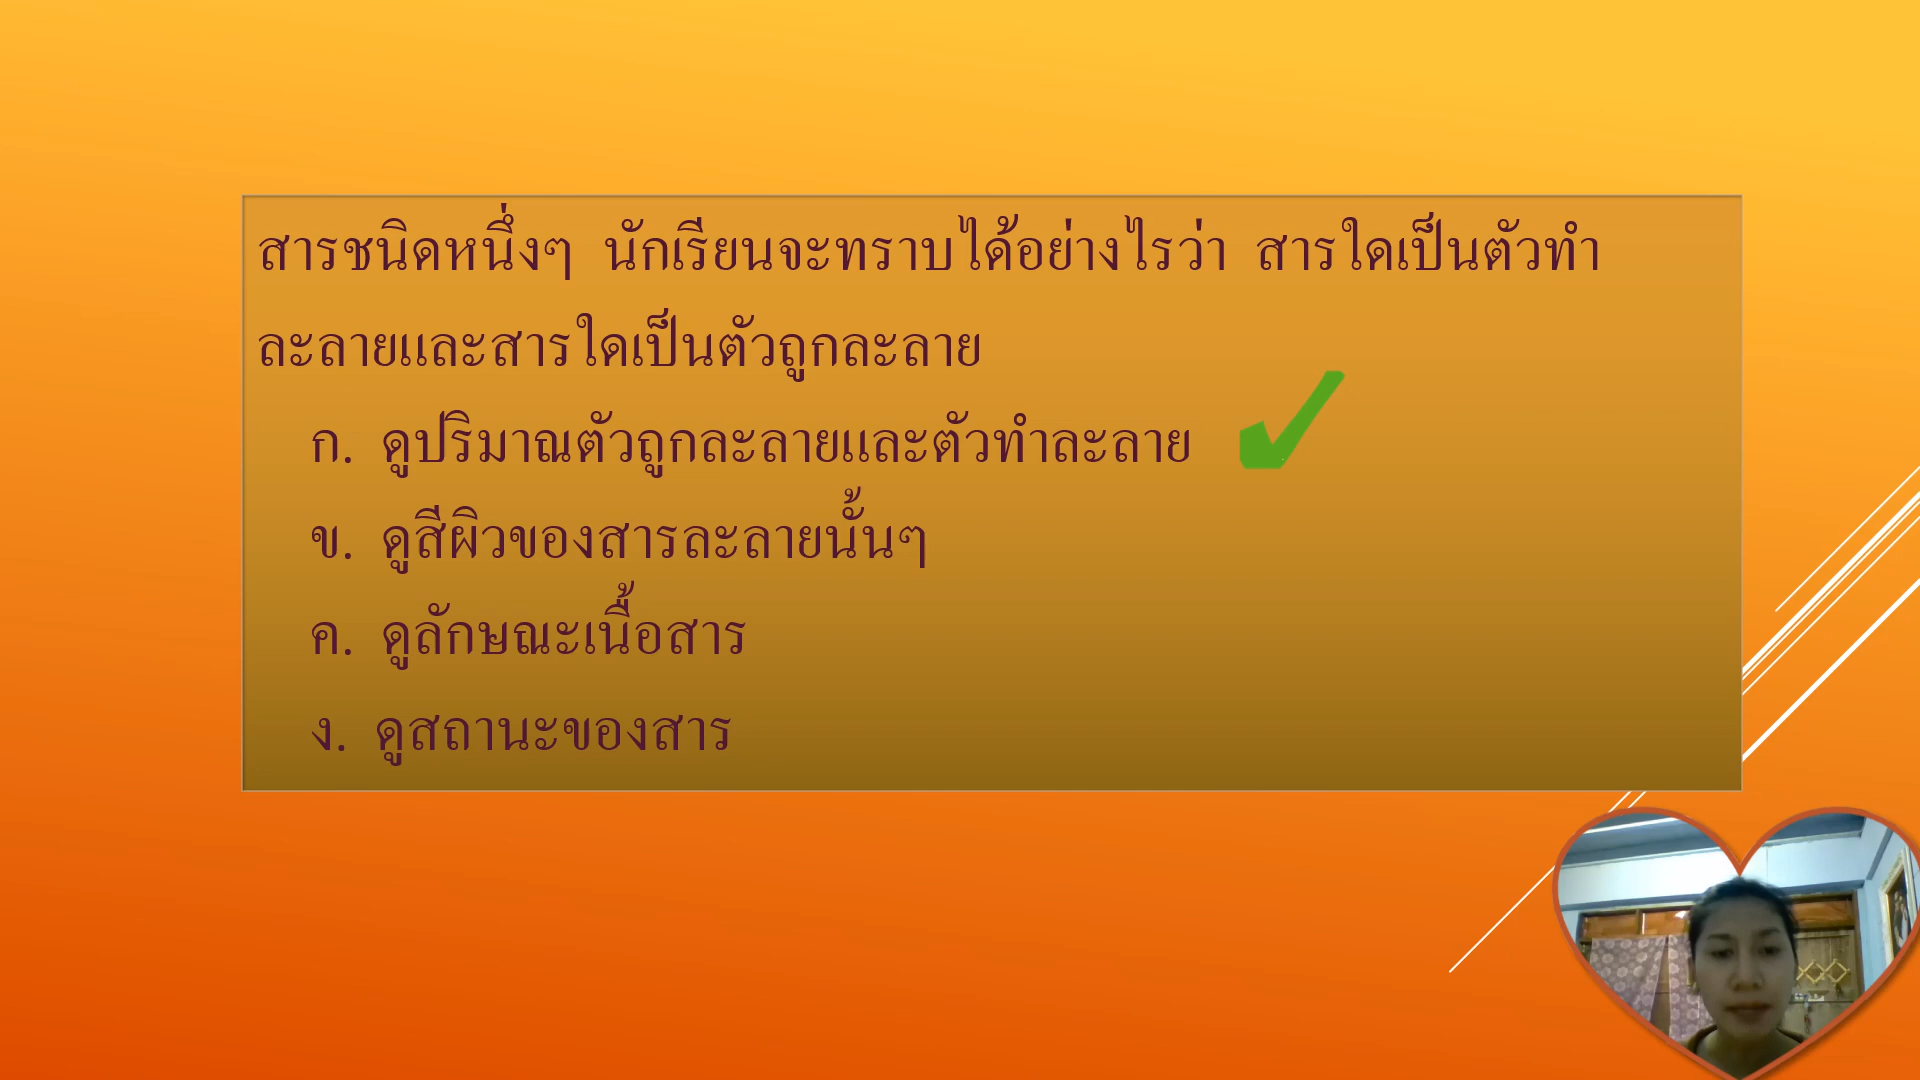 สารชนิดหนึ่งๆ นักเรียนจะทราบได้อย่างไรว่า สารใดเป็นตัวทำ
ละลายและสารใดเป็นตัวถูกละลาย
ก. ดูปริมาณตัวถูกละลายและตัวทำละลาย
ข. ดูสีผิวของสารละลายนั้นๆ
ค. ดูลักษณะเนื้อสาร
ง. ดูสถานะของสาร